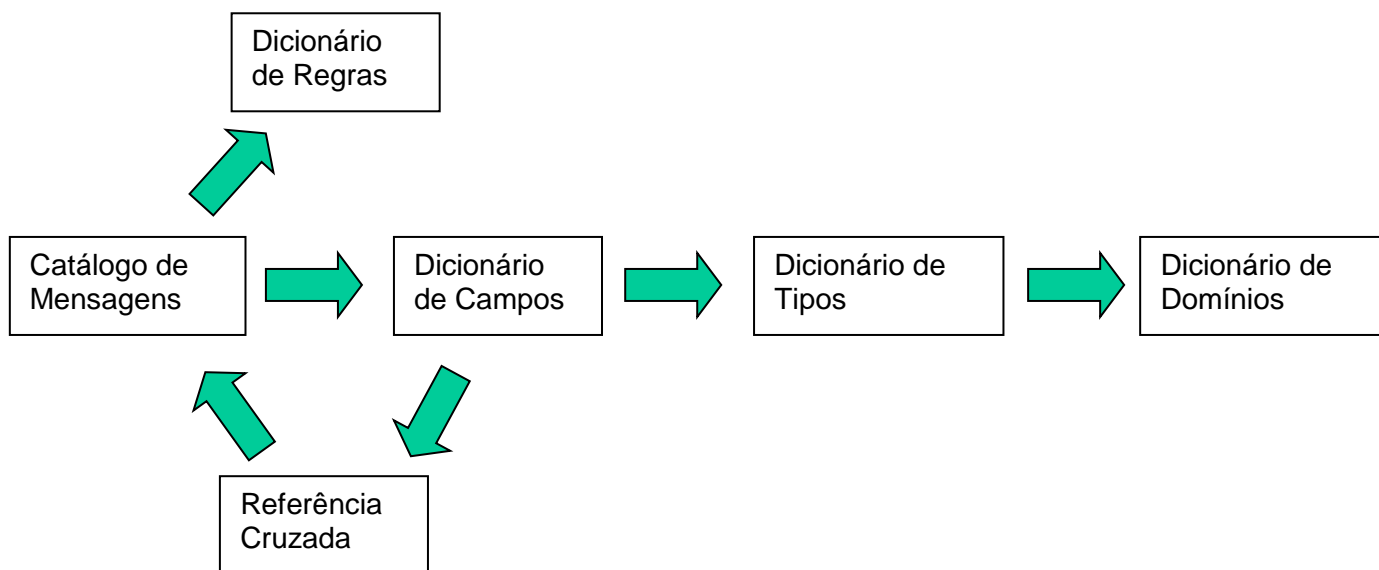 Dicionário
de Regras
Catálogo de
Mensagens
Dicionário
de Campos
Dicionário de
Tipos
Dicionário de
Domínios
Referência
Cruzada